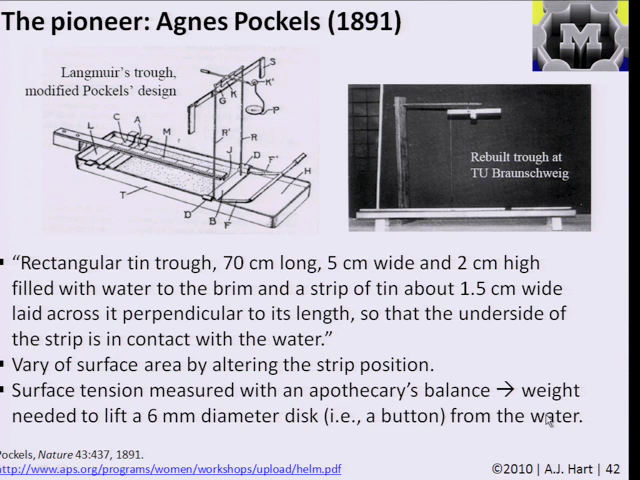 The pioneer: Agnes Pockels (1891)
M
Langmuir's trough,
modified Pockels' design
S
K'
K
G
P
C
A
L
M
R'
R
J
D
F'
H
T
D
B
F
Rebuilt trough at
TU Braunschweig
▪ “Rectangular tin trough, 70 cm long, 5 cm wide and 2 cm high
filled with water to the brim and a strip of tin about 1.5 cm wide
laid across it perpendicular to its length, so that the underside of
the strip is in contact with the water.”
▪ Vary of surface area by altering the strip position.
▪ Surface tension measured with an apothecary’s balance → weight
needed to lift a 6 mm diameter disk (i.e., a button) from the water.
Pockels, Nature 43:437, 1891.
http://www.aps.org/programs/women/workshops/upload/helm.pdf
©2010 | A.J. Hart | 42